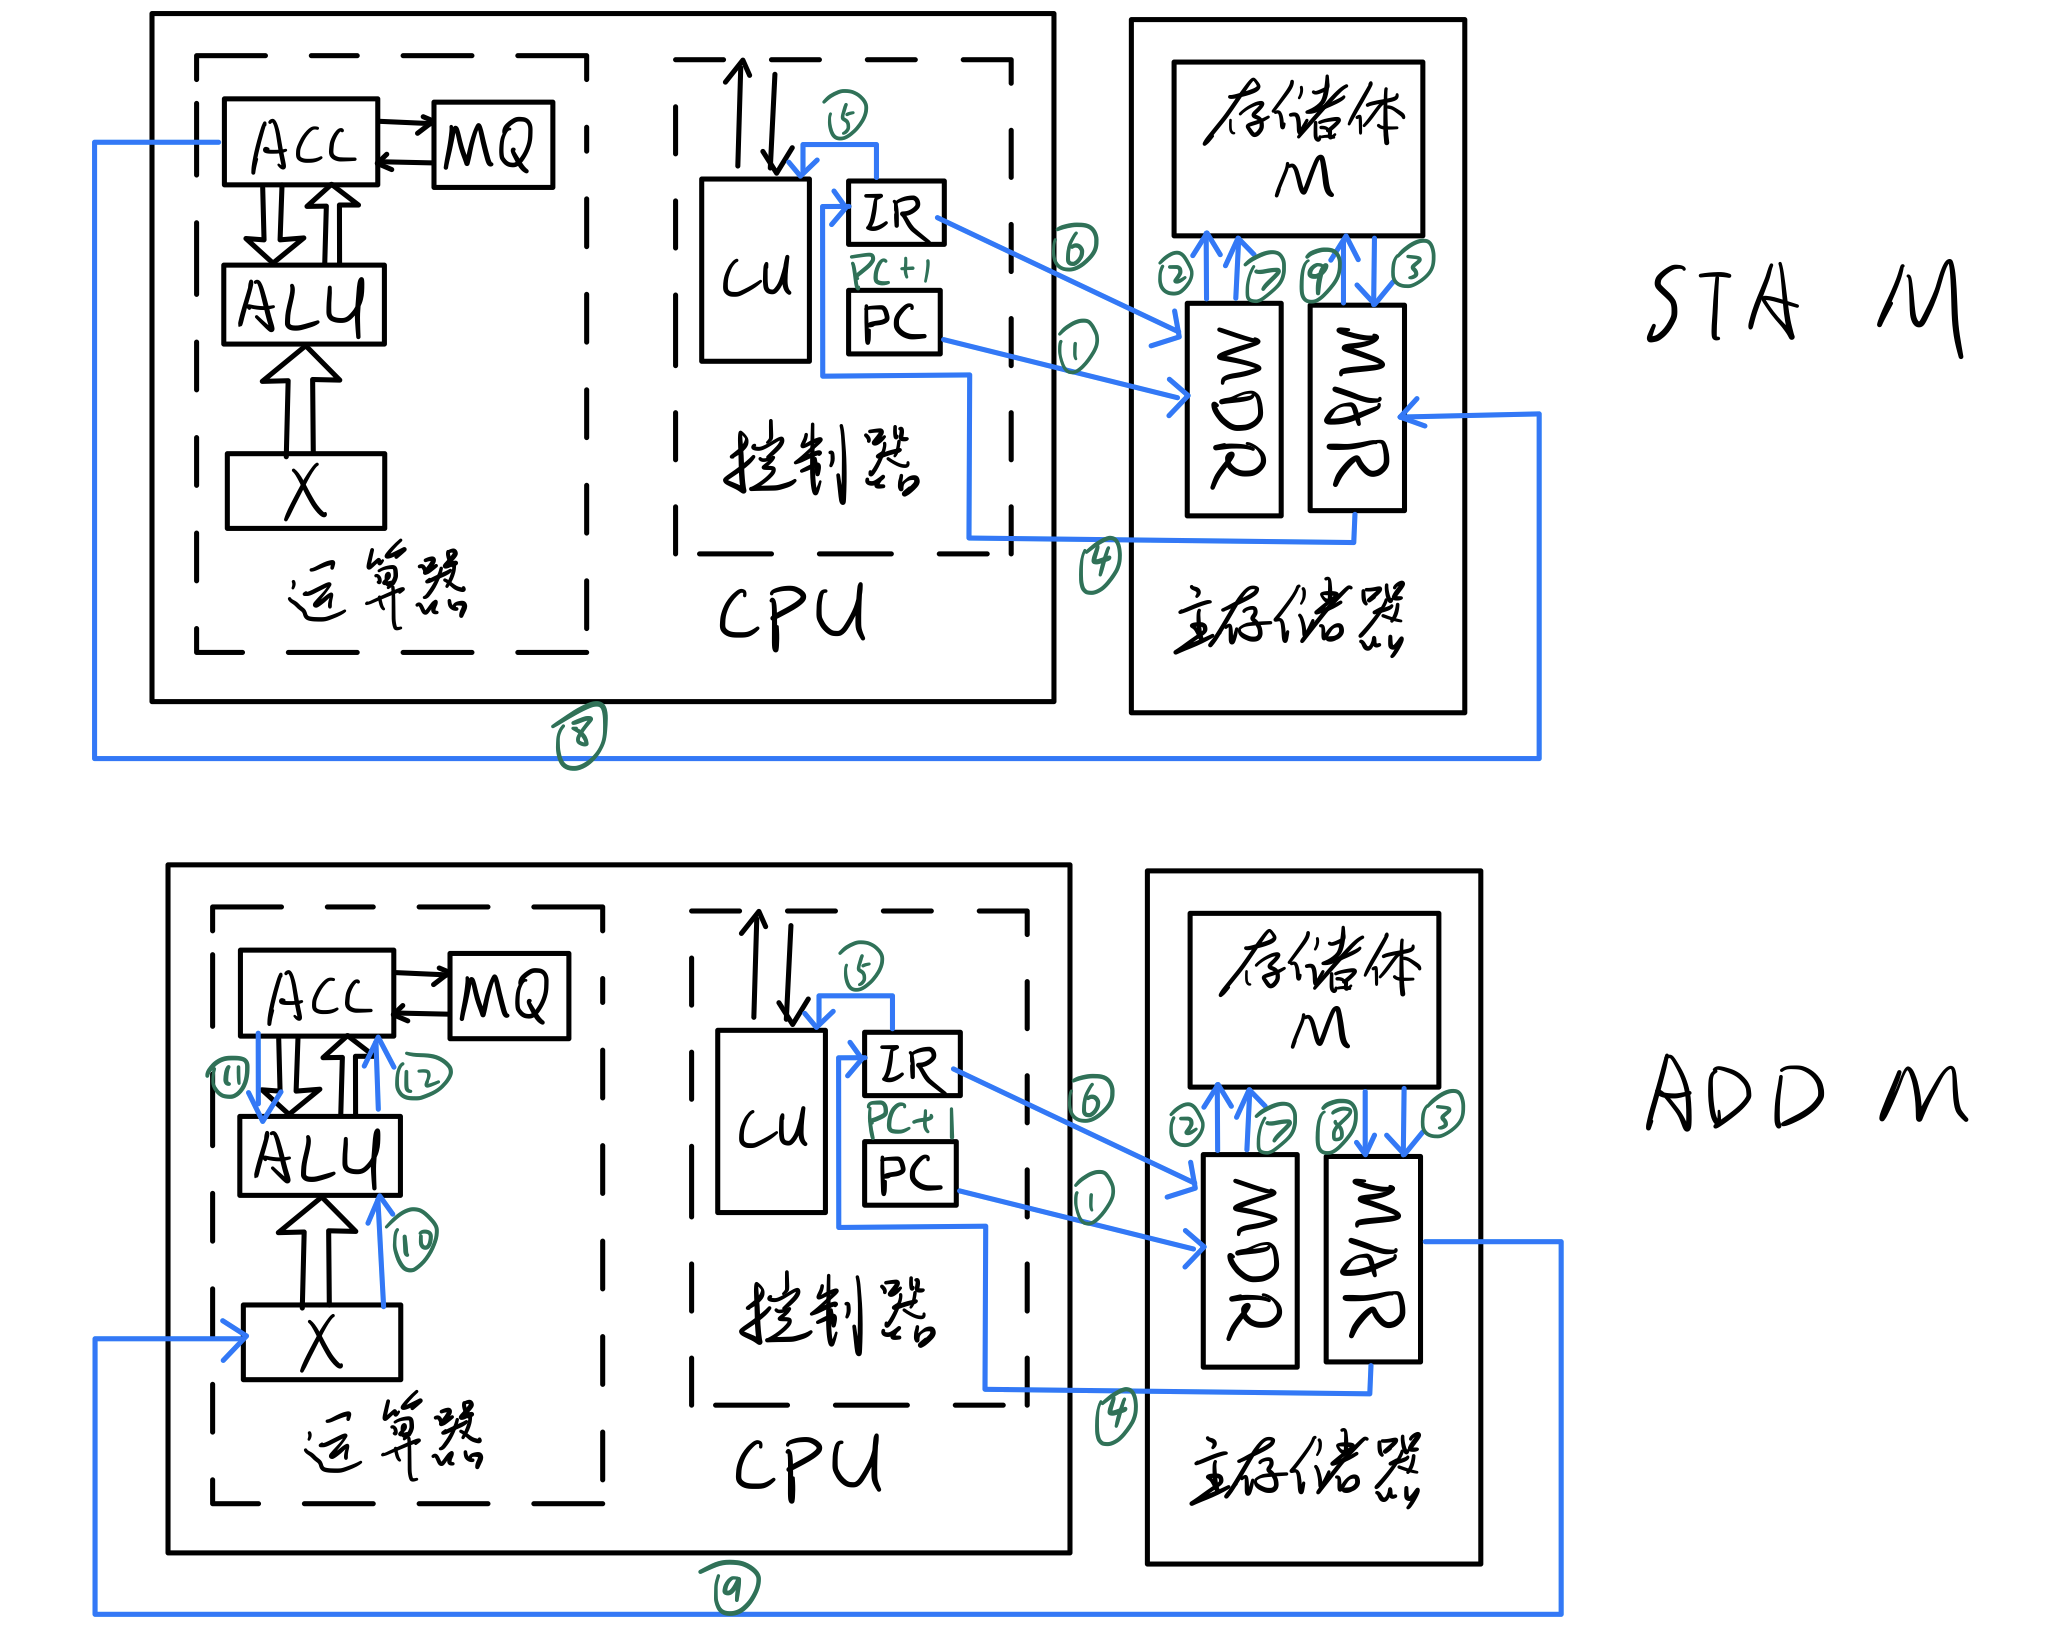 ACC
MQ
ALU
X
运算器
⑤
CU
IR
PC+1
PC
控制器
CPU
⑥
①
④
存储体
M
②
⑦
⑨
③
MDR
MAR
主存储器
⑧
STA M
ACC
MQ
⑪
⑫
ALU
⑩
X
运算器
⑤
CU
IR
PC+1
PC
控制器
CPU
⑥
①
④
存储体
M
②
⑦
⑧
③
MDR
MAR
主存储器
⑨
ADD M